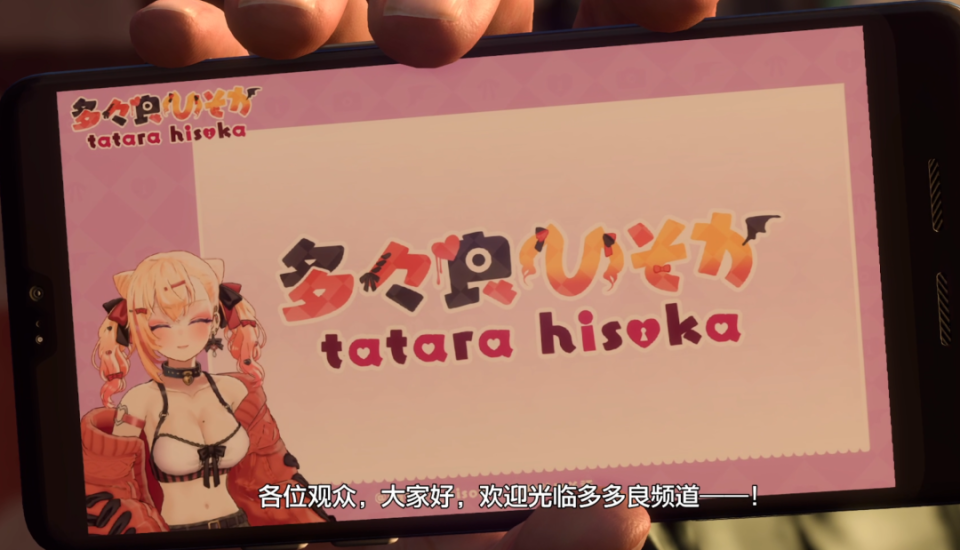 多々良ひそか
tatara hisoka
多々良ひそか
tatara hisoka
各位观众，大家好，欢迎光临多多良频道——！